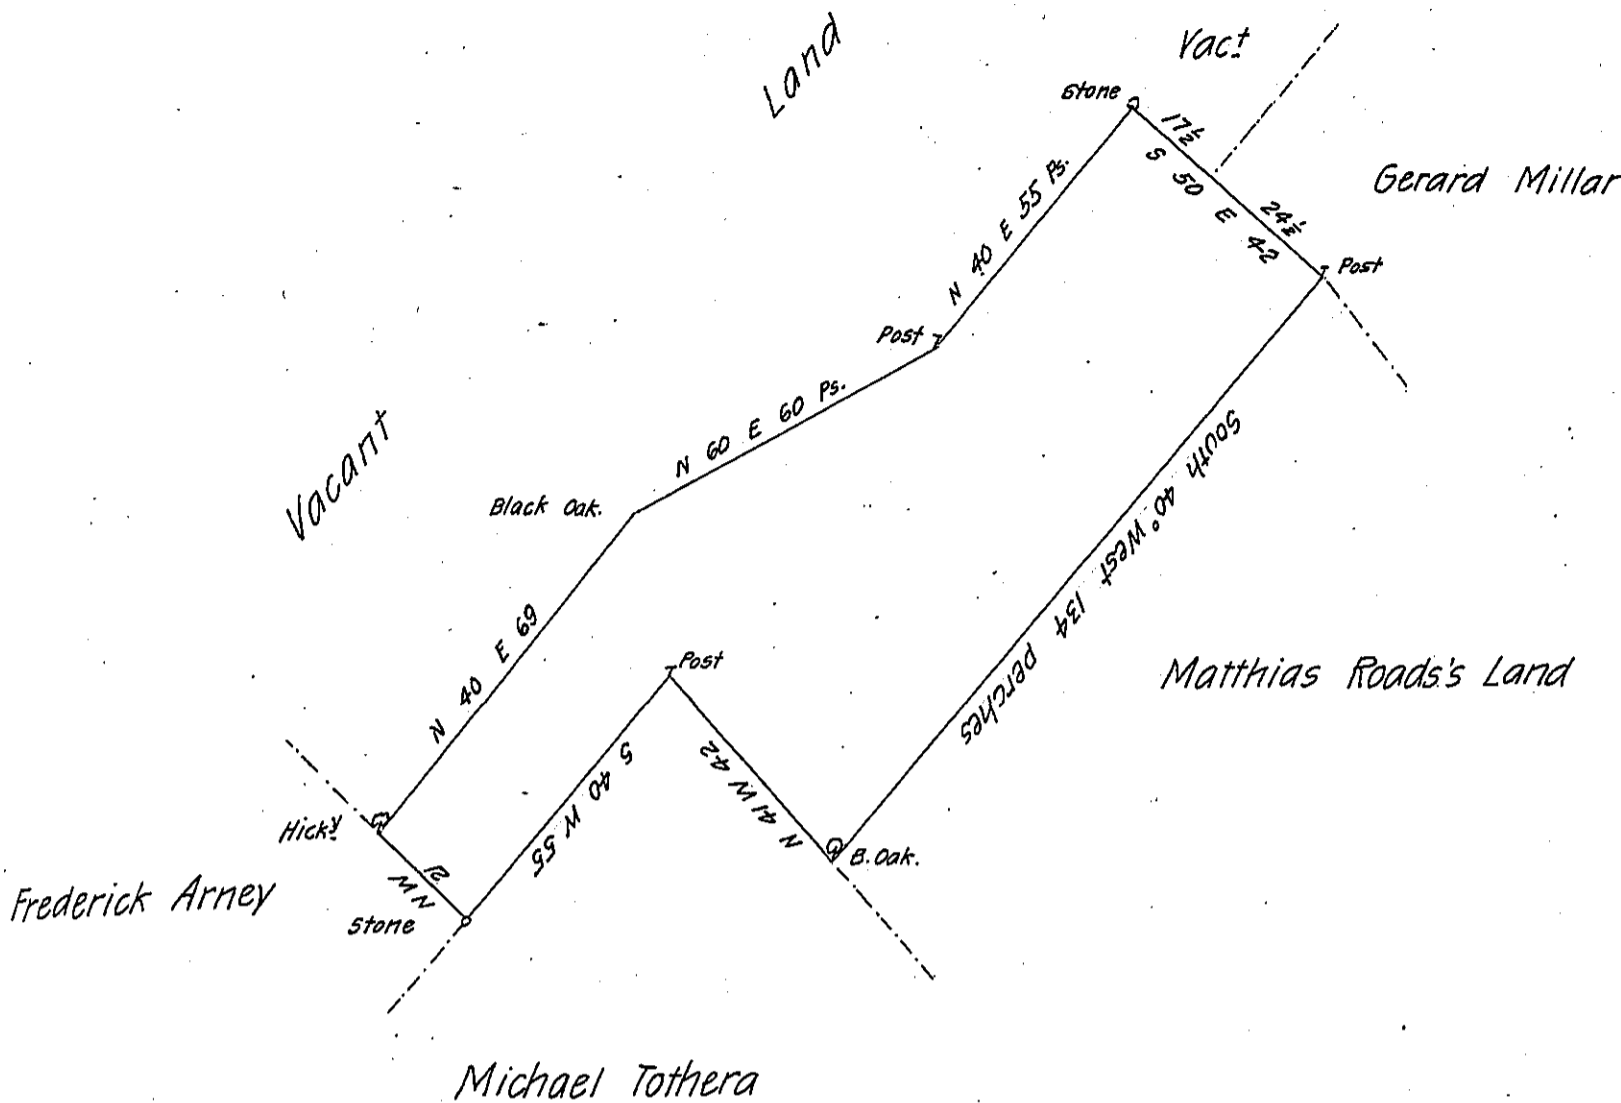 Land
Vac.t
Stone
17½
S 50 E 42
24½
Gerard Millar
Post
N 40 E 55 Ps.
Post
N 60 E 60 Ps.
Vacant
Black Oak.
South 40° West 134 perches
N 40 E 69
Post
Matthias Roads's Land
S 40 W 55
N 41 W 42
Hick.y
B. Oak.
21
NW
Frederick Arney
Stone
Michael Tothera